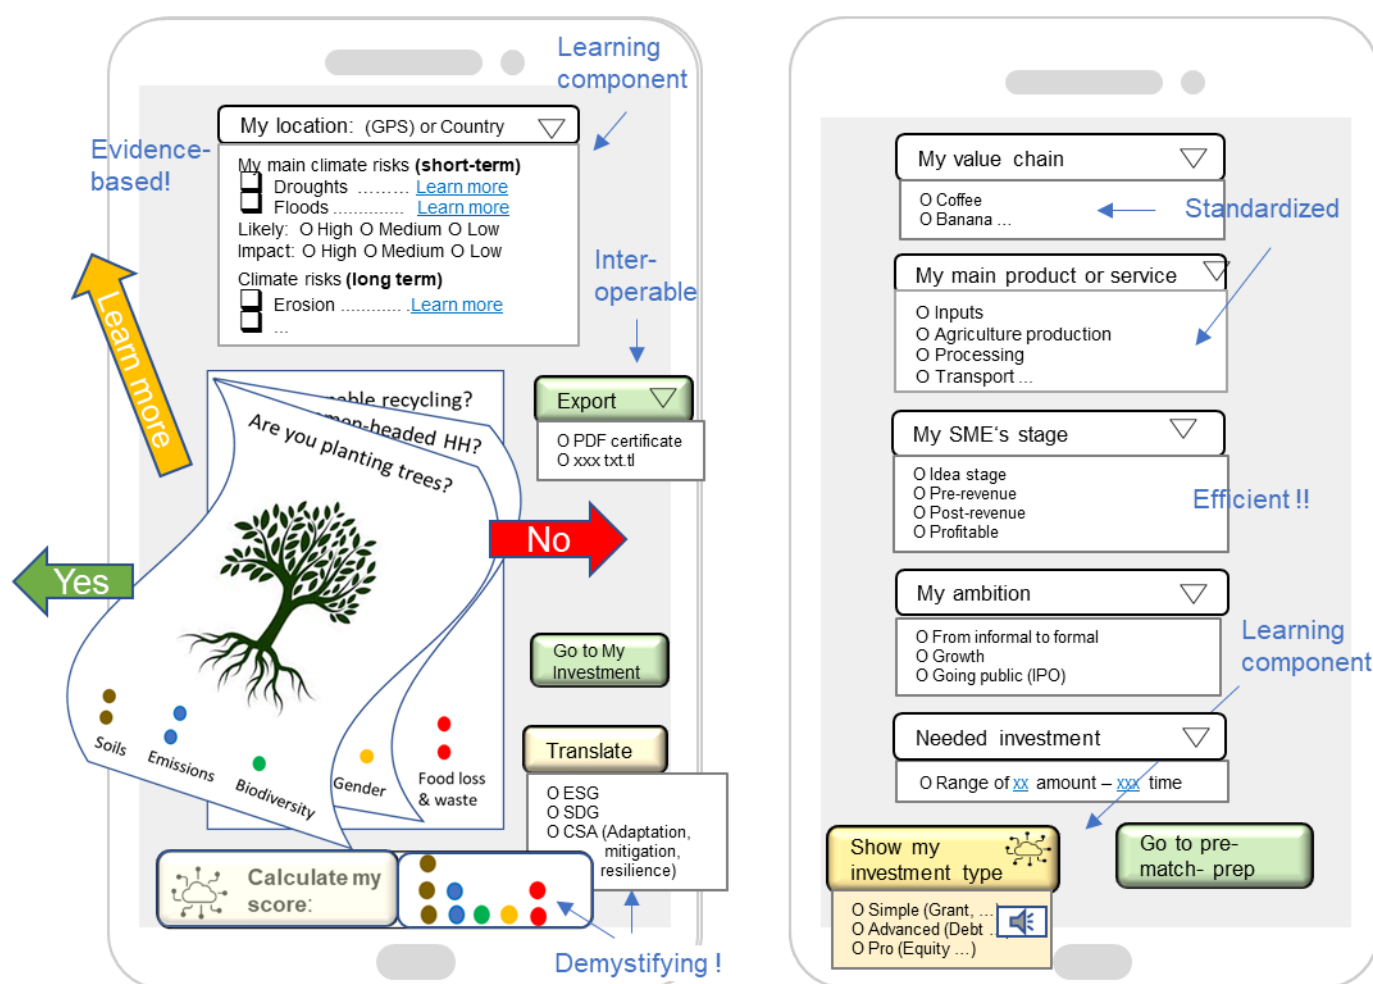 Learning
component
My location: (GPS) or Country
Evidence-
based!
My main climate risks (short-term)
Droughts ......... Learn more
Floods ............. Learn more
Likely: O High O Medium O Low
Impact: O High O Medium O Low
Climate risks (long term)
Erosion ............ .Learn more
...
Inter-
operable
Learn more
Export
O PDF certificate
O xxx txt.tl
nable recycling?
men-headed HH?
Are you planting trees?
Yes
No
Go to My
Investment
Soils
Emissions
Biodiversity
Gender
Food loss
& waste
Translate
O ESG
O SDG
O CSA (Adaptation,
mitigation,
resilience)
Calculate my
score:
Demystifying !
My value chain
O Coffee
O Banana ...
Standardized
My main product or service
O Inputs
O Agriculture production
O Processing
O Transport ...
My SME's stage
O Idea stage
O Pre-revenue
O Post-revenue
O Profitable
Efficient !!
My ambition
O From informal to formal
O Growth
O Going public (IPO)
Learning
component
Needed investment
O Range of xx amount – xxx time
Show my
investment type
O Simple (Grant, ...)
O Advanced (Debt ...)
O Pro (Equity ...)
Go to pre-
match- prep